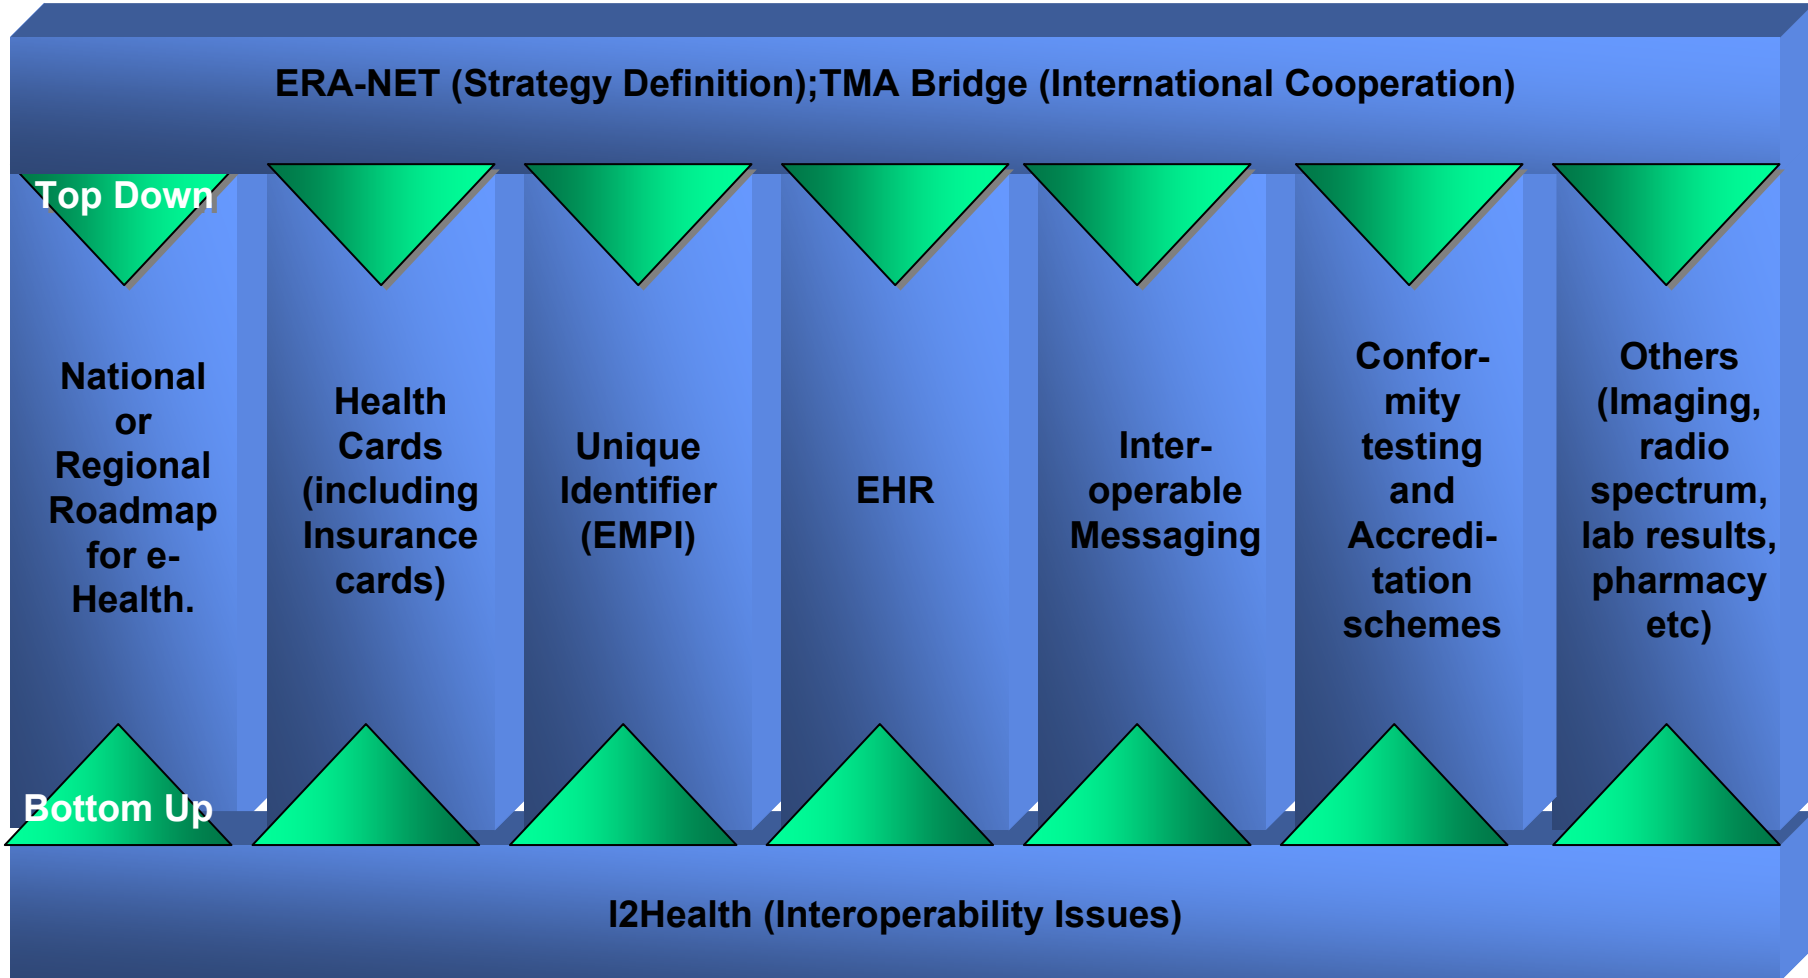 ERA-NET (Strategy Definition);TMA Bridge (International Cooperation)
Top Down
National
or
Regional
Roadmap
for e-
Health.
Health
Cards
(including
Insurance
cards)
Unique
Identifier
(EMPI)
EHR
Inter-
operable
Messaging
Confor-
mity
testing
and
Accredi-
tation
schemes
Others
(Imaging,
radio
spectrum,
lab results,
pharmacy
etc)
Bottom Up
I2Health (Interoperability Issues)